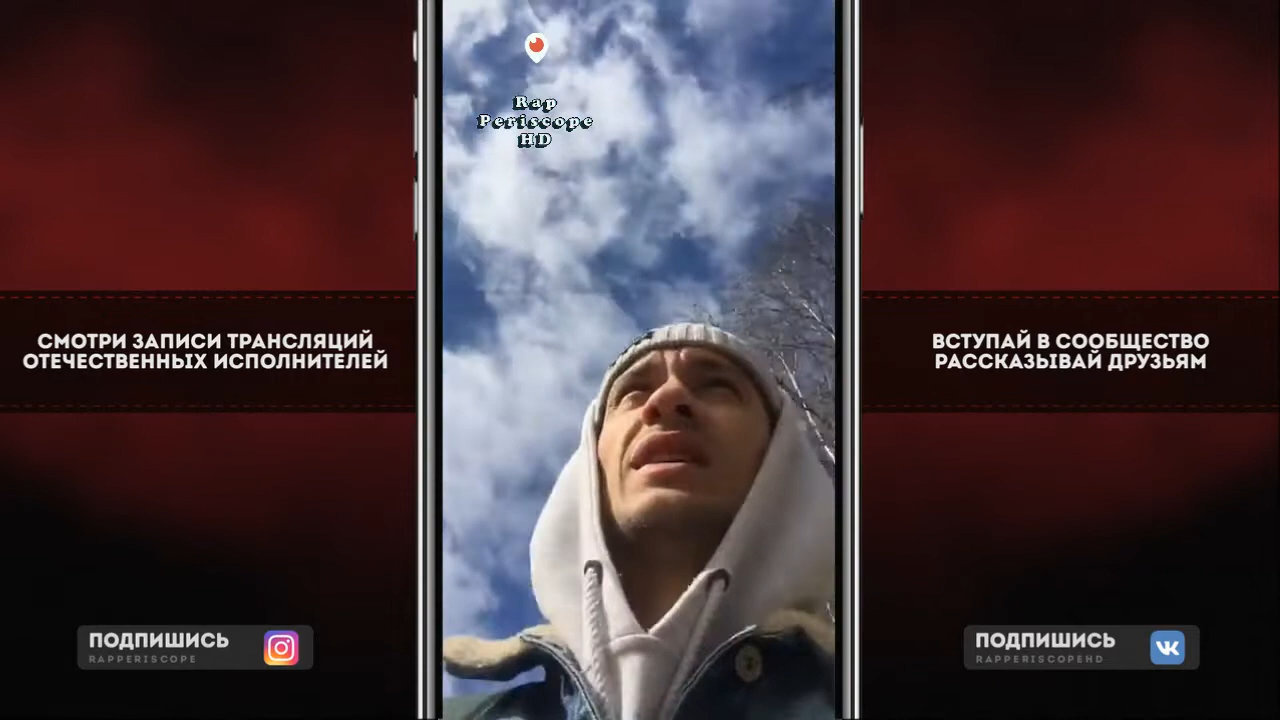 Rap
Periscope
HD
СМОТРИ ЗАПИСИ ТРАНСЛЯЦИЙ
ОТЕЧЕСТВЕННЫХ ИСПОЛНИТЕЛЕЙ
ВСТУПАЙ В СООБЩЕСТВО
РАССКАЗЫВАЙ ДРУЗЬЯМ
ПОДПИШИСЬ
RAPPERISCOPE
ПОДПИШИСЬ
RAPPERISCOPEHD